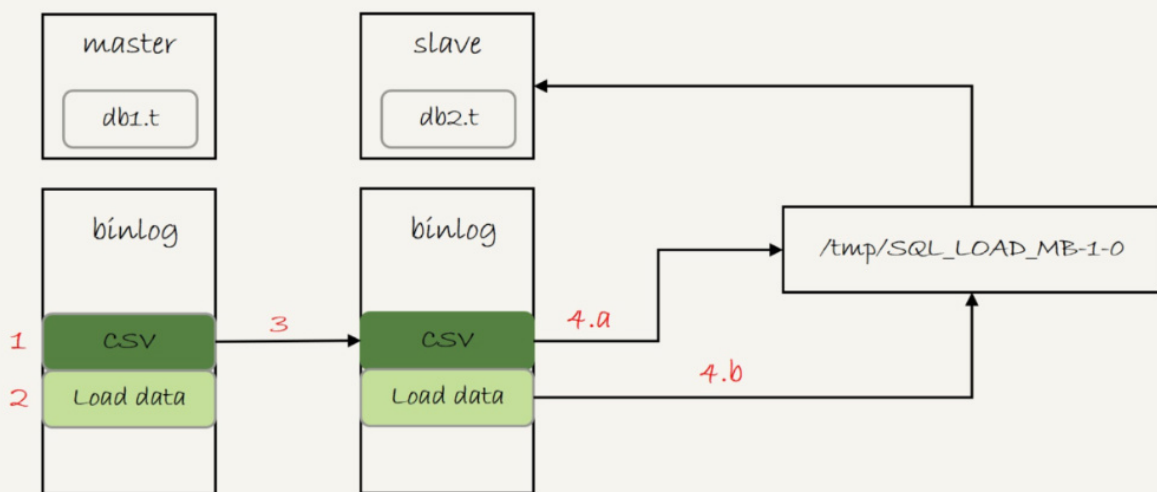 master
slave
db1.t
db2.t
binlog
binlog
/tmp/SQL_LOAD_MB-1-0
1
CSV
3
CSV
4.a
2
Load data
Load data
4.b